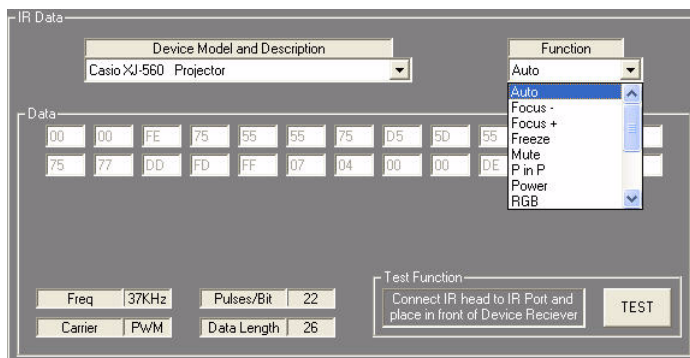 IR Data
Device Model and Description
Function
Casio XJ-560 Projector
Auto
Auto
Focus -
Focus +
Freeze
Mute
P in P
Power
RGB
Data
00 00 FE 75 55 55 75 D5 5D 55
75 77 DD FD FF 07 04 00 00 DE
Freq 37KHz Pulses/Bit 22
Carrier PWM Data Length 26
Test Function
Connect IR head to IR Port and
place in front of Device Reciever
TEST